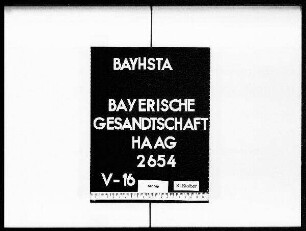 BAYHSTA
BAYERISCHE
GESANDTSCHAFT
HAAG
2654
V-16